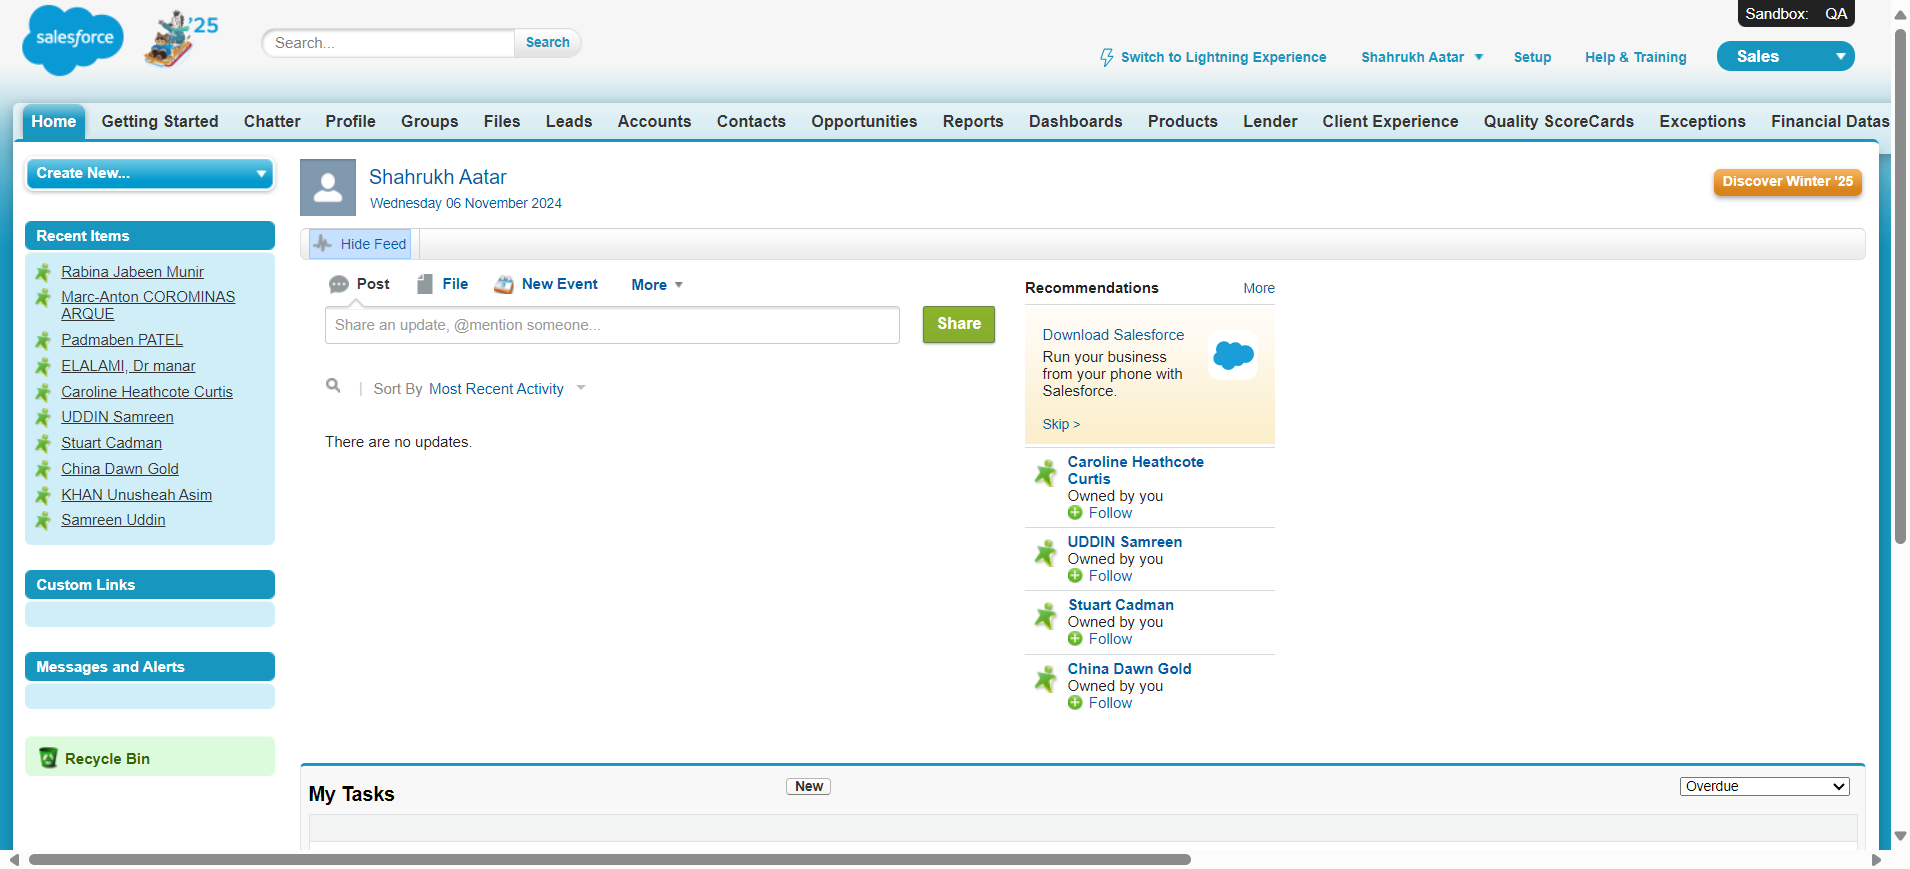 Sandbox: QA
salesforce
'25
Search...
Search
Switch to Lightning Experience
Shahrukh Aatar
Setup
Help & Training
Sales
Home
Getting Started
Chatter
Profile
Groups
Files
Leads
Accounts
Contacts
Opportunities
Reports
Dashboards
Products
Lender
Client Experience
Quality ScoreCards
Exceptions
Financial Datas
Create New...
Recent Items
Rabina Jabeen Munir
Marc-Anton COROMINAS
ARQUE
Padmaben PATEL
ELALAMI, Dr manar
Caroline Heathcote Curtis
UDDIN Samreen
Stuart Cadman
China Dawn Gold
KHAN Unusheah Asim
Samreen Uddin
Custom Links
Messages and Alerts
Recycle Bin
Shahrukh Aatar
Wednesday 06 November 2024
Discover Winter '25
Hide Feed
Post
File
New Event
More
Share an update, @mention someone...
Share
| Sort By Most Recent Activity
There are no updates.
Recommendations
More
Download Salesforce
Run your business
from your phone with
Salesforce.
Skip >
Caroline Heathcote
Curtis
Owned by you
Follow
UDDIN Samreen
Owned by you
Follow
Stuart Cadman
Owned by you
Follow
China Dawn Gold
Owned by you
Follow
My Tasks
New
Overdue